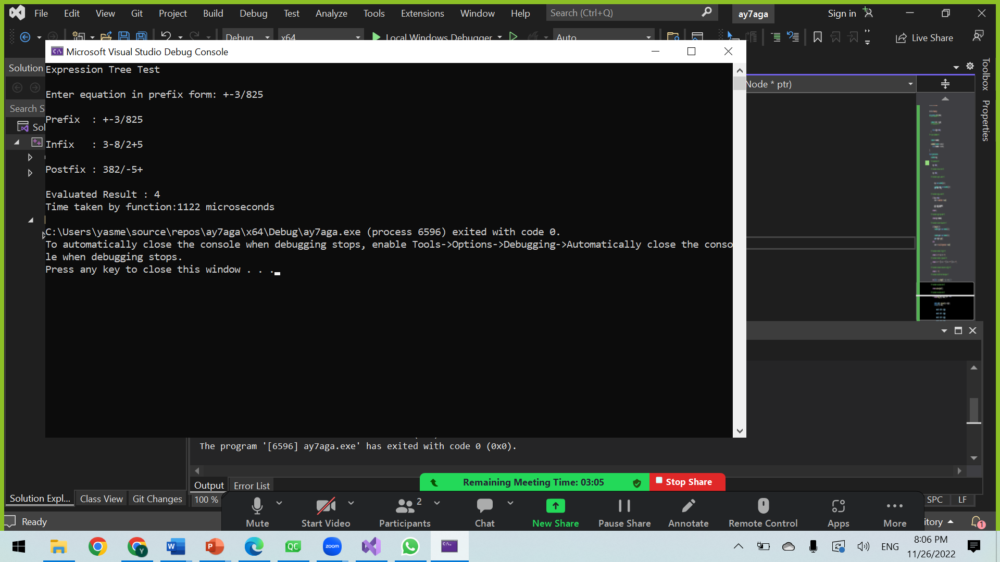 File Edit View Git Project Build Debug Test Analyze Tools Extensions Window Help Search (Ctrl+Q) ay7aga Sign in
Debug x64 Local Windows Debugger Auto Live Share
Microsoft Visual Studio Debug Console
Solution
Expression Tree Test
Toolbox
Node * ptr)
Enter equation in prefix form: +-3/825
Properties
Search S
Prefix : +-3/825
Sol
Infix : 3-8/2+5
Postfix : 382/-5+
Evaluated Result : 4
Time taken by function:1122 microseconds
C:\Users\yasme\source\repos\ay7aga\x64\Debug\ay7aga.exe (process 6596) exited with code 0.
To automatically close the console when debugging stops, enable Tools->Options->Debugging->Automatically close the conso
le when debugging stops.
Press any key to close this window . . .
The program '[6596] ay7aga.exe' has exited with code 0 (0x0).
Output Error List
Remaining Meeting Time: 03:05 Stop Share
Solution Expl... Class View Git Changes 100 % SPC LF
2
Mute Start Video Participants Chat New Share Pause Share Annotate Remote Control Apps More
Ready itory 1
Y W P QC zoom C:\_ ENG 8:06 PM
11/26/2022